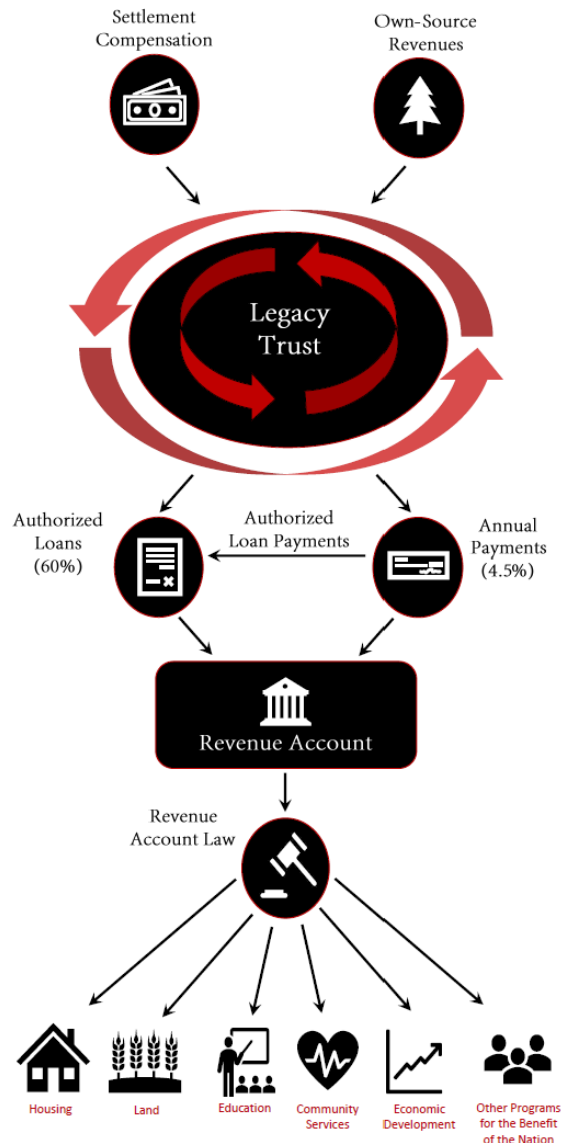 Settlement
Compensation
Own-Source
Revenues
Legacy
Trust
Authorized
Loans
(60%)
Authorized
Loan Payments
Annual
Payments
(4.5%)
Revenue Account
Revenue
Account Law
Housing
Land
Education
Community
Services
Economic
Development
Other Programs
for the Benefit
of the Nation